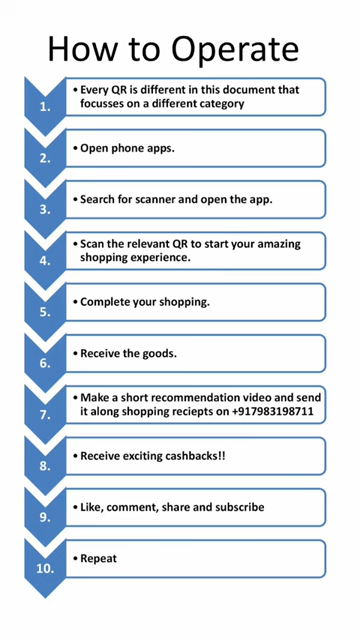 How to Operate
1.
• Every QR is different in this document that
focusses on a different category
2.
• Open phone apps.
3.
• Search for scanner and open the app.
4.
• Scan the relevant QR to start your amazing
shopping experience.
5.
• Complete your shopping.
6.
• Receive the goods.
7.
• Make a short recommendation video and send
it along shopping reciepts on +917983198711
8.
• Receive exciting cashbacks!!
9.
• Like, comment, share and subscribe
10.
• Repeat